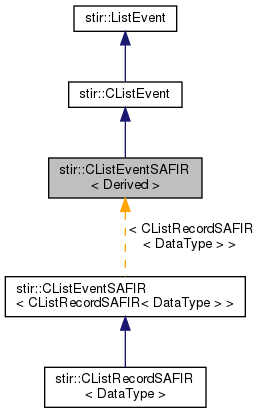 stir::ListEvent
stir::CListEvent
stir::CListEventSAFIR
< Derived >
< CListRecordSAFIR
< DataType > >
stir::CListEventSAFIR
< CListRecordSAFIR< DataType > >
stir::CListRecordSAFIR
< DataType >